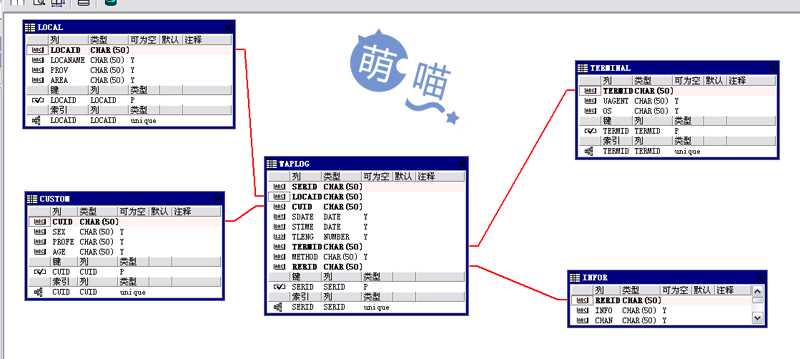 LOCAL
列 类型 可为空 默认 注释
LOCAID CHAR(50)
LOCANAME CHAR(50) Y
PROV CHAR(50) Y
AREA CHAR(50) Y
键 列 类型
LOCAID LOCAID P
索引 列 类型
LOCAID LOCAID unique
萌喵
TERMINAL
列 类型 可为空 默认 注释
TERMID CHAR(50)
UAGENT CHAR(50) Y
OS CHAR(50) Y
键 列 类型
TERMID TERMID P
索引 列 类型
TERMID TERMID unique
WAPLOG
列 类型 可为空 默认 注释
SERID CHAR(50)
LOCAID CHAR(50)
CUID CHAR(50)
SDATE DATE Y
STIME DATE Y
TLENG NUMBER Y
TERMID CHAR(50)
METHOD CHAR(50) Y
RERID CHAR(50)
键 列 类型
SERID SERID P
索引 列 类型
SERID SERID unique
CUSTOM
列 类型 可为空 默认 注释
CUID CHAR(50)
SEX CHAR(50) Y
PROFE CHAR(50) Y
AGE CHAR(50) Y
键 列 类型
CUID CUID P
索引 列 类型
CUID CUID unique
INFOR
列 类型 可为空 默认 注释
RERID CHAR(50)
INFO CHAR(50) Y
CHAN CHAR(50) Y